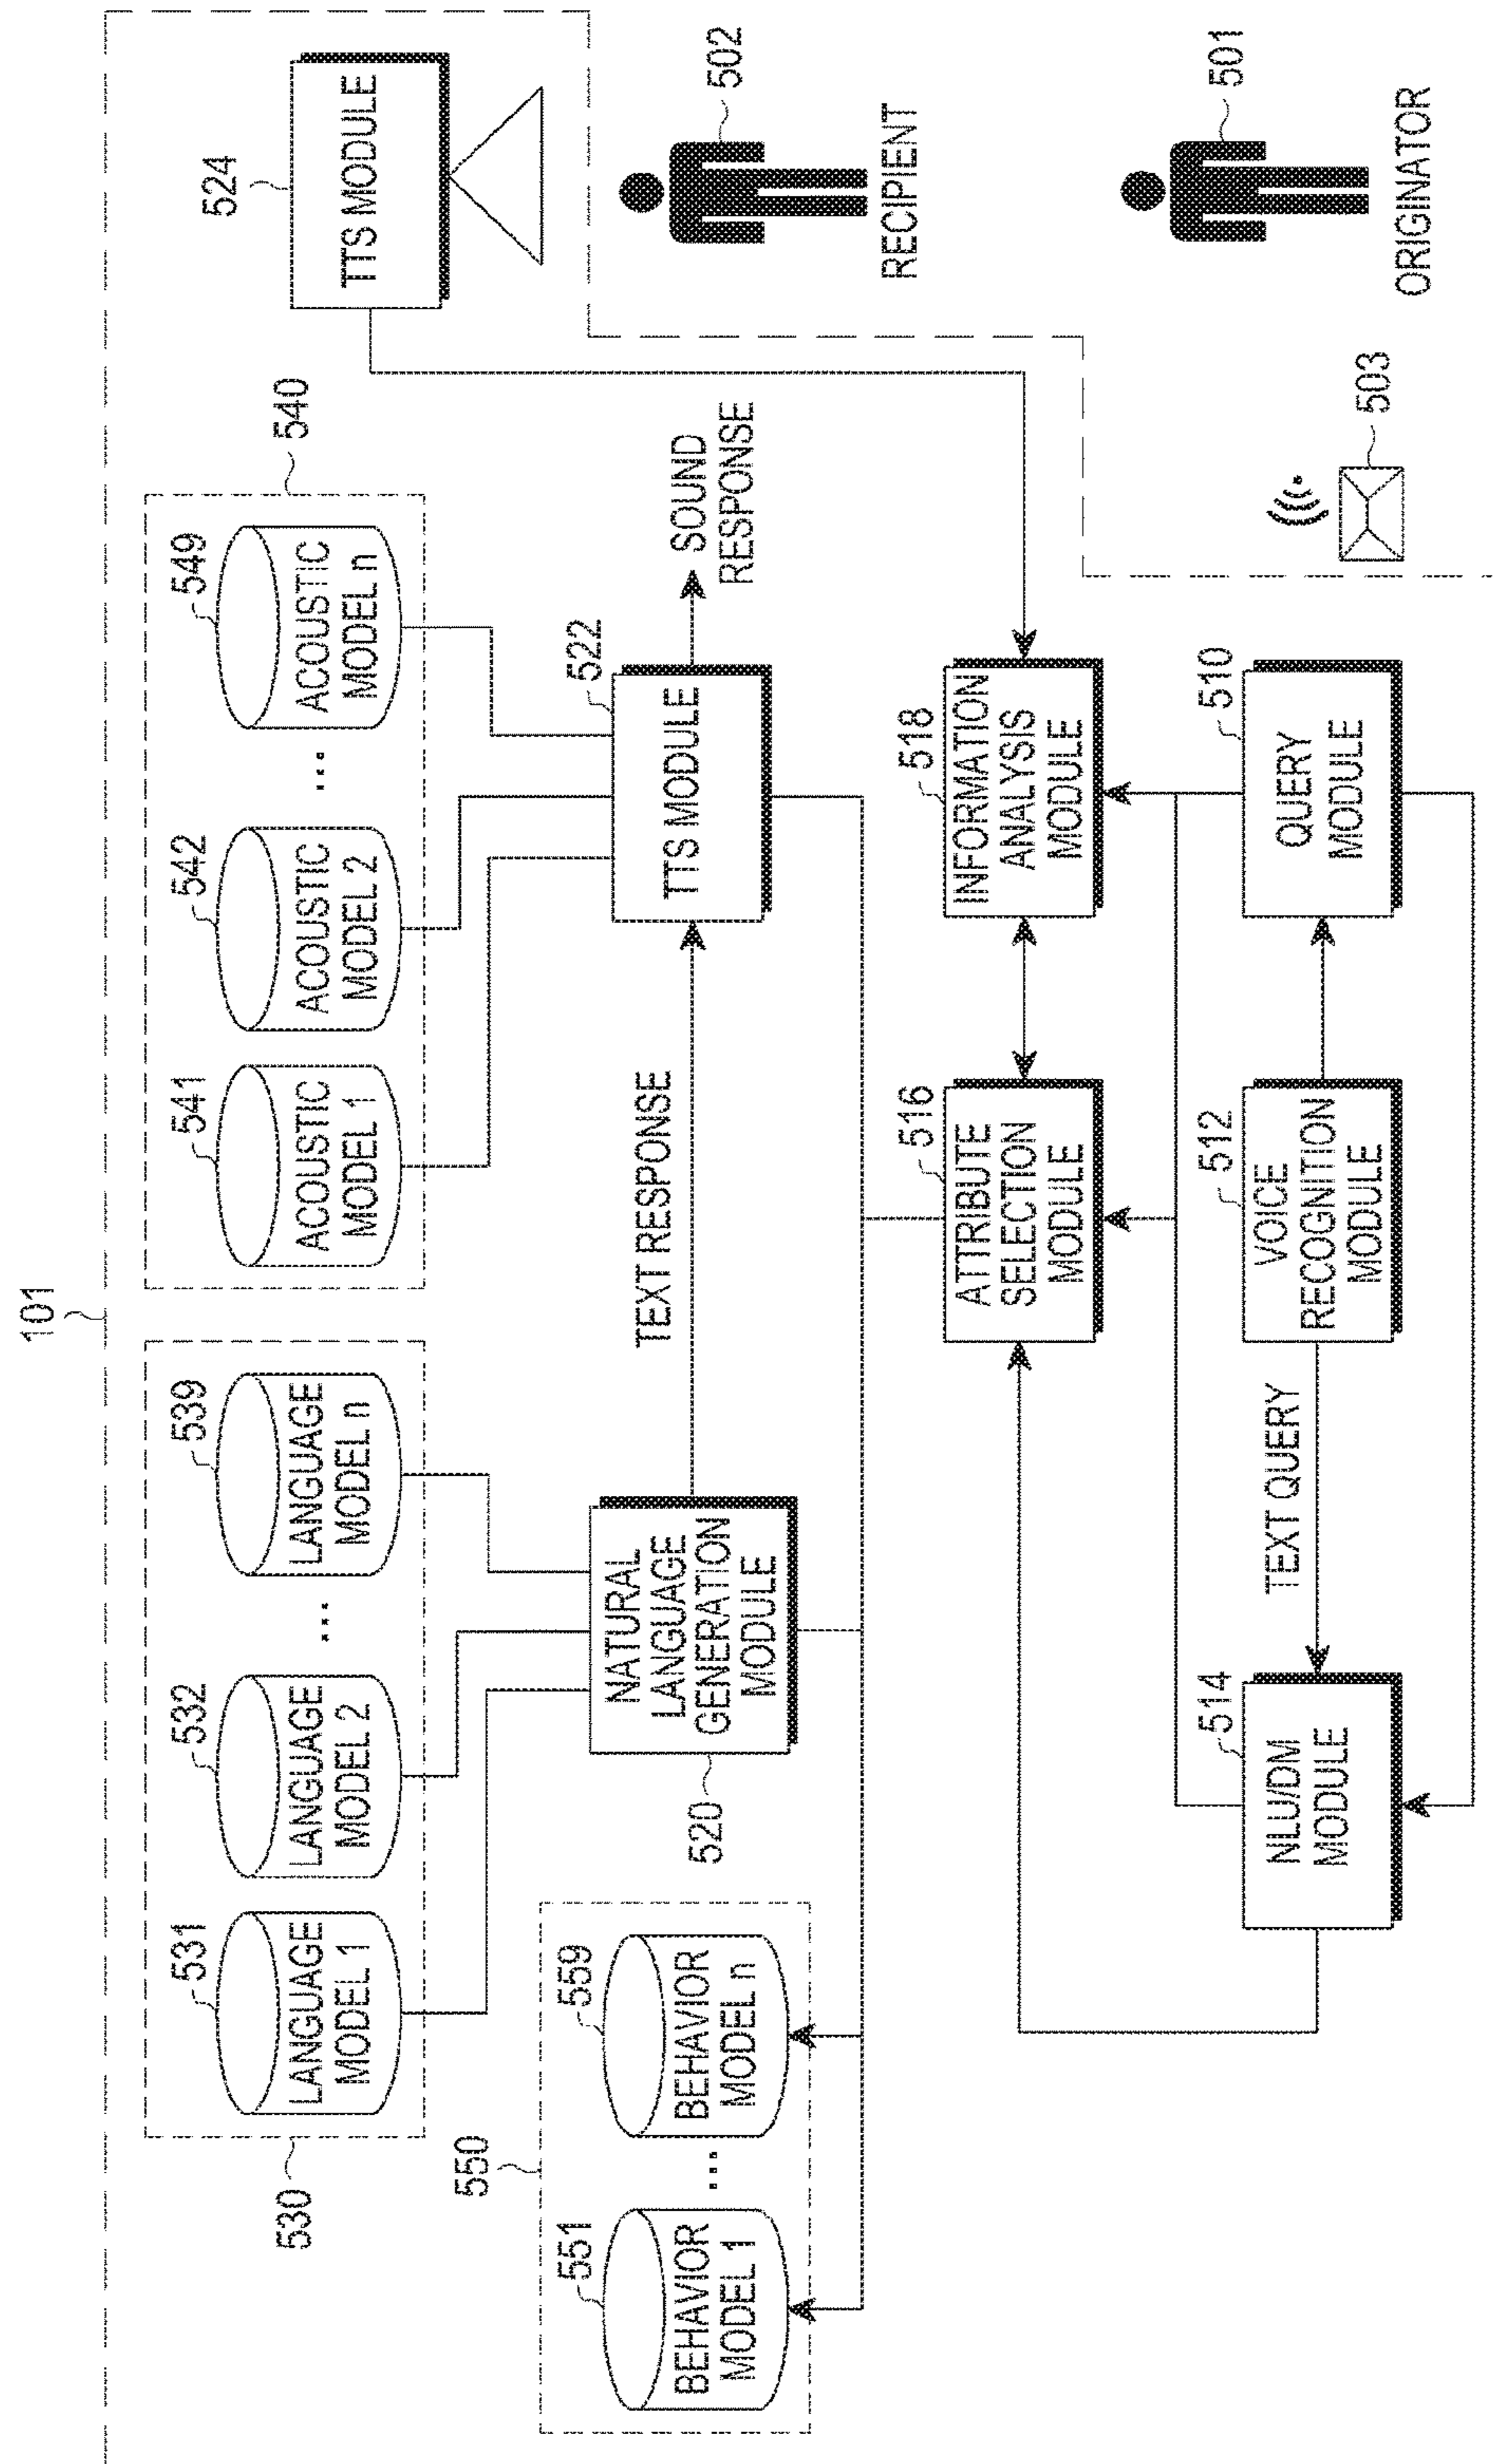 101
530
531
LANGUAGE
MODEL 1
532
LANGUAGE
MODEL 2
...
539
LANGUAGE
MODEL n
540
541
ACOUSTIC
MODEL 1
542
ACOUSTIC
MODEL 2
...
549
ACOUSTIC
MODEL n
524
TTS MODULE
550
551
BEHAVIOR
MODEL 1
...
559
BEHAVIOR
MODEL n
520
NATURAL
LANGUAGE
GENERATION
MODULE
TEXT RESPONSE
522
TTS MODULE
SOUND
RESPONSE
502
RECIPIENT
516
ATTRIBUTE
SELECTION
MODULE
518
INFORMATION
ANALYSIS
MODULE
514
NLU/DM
MODULE
TEXT QUERY
512
VOICE
RECOGNITION
MODULE
510
QUERY
MODULE
503
501
ORIGINATOR